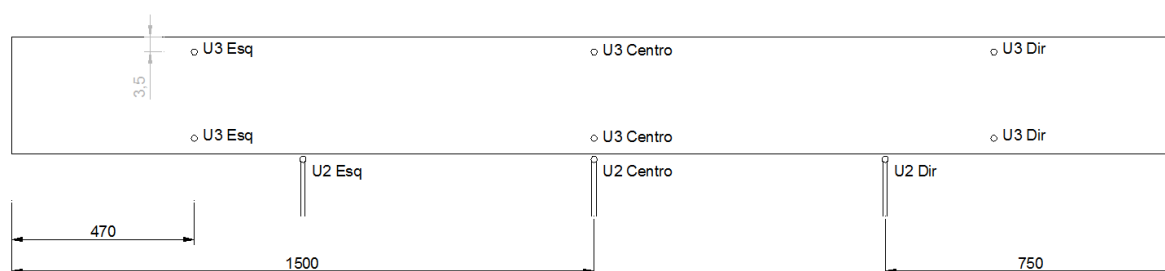 U3 Esq
U3 Centro
U3 Dir
3,5
U3 Esq
U3 Centro
U3 Dir
U2 Esq
U2 Centro
U2 Dir
470
1500
750